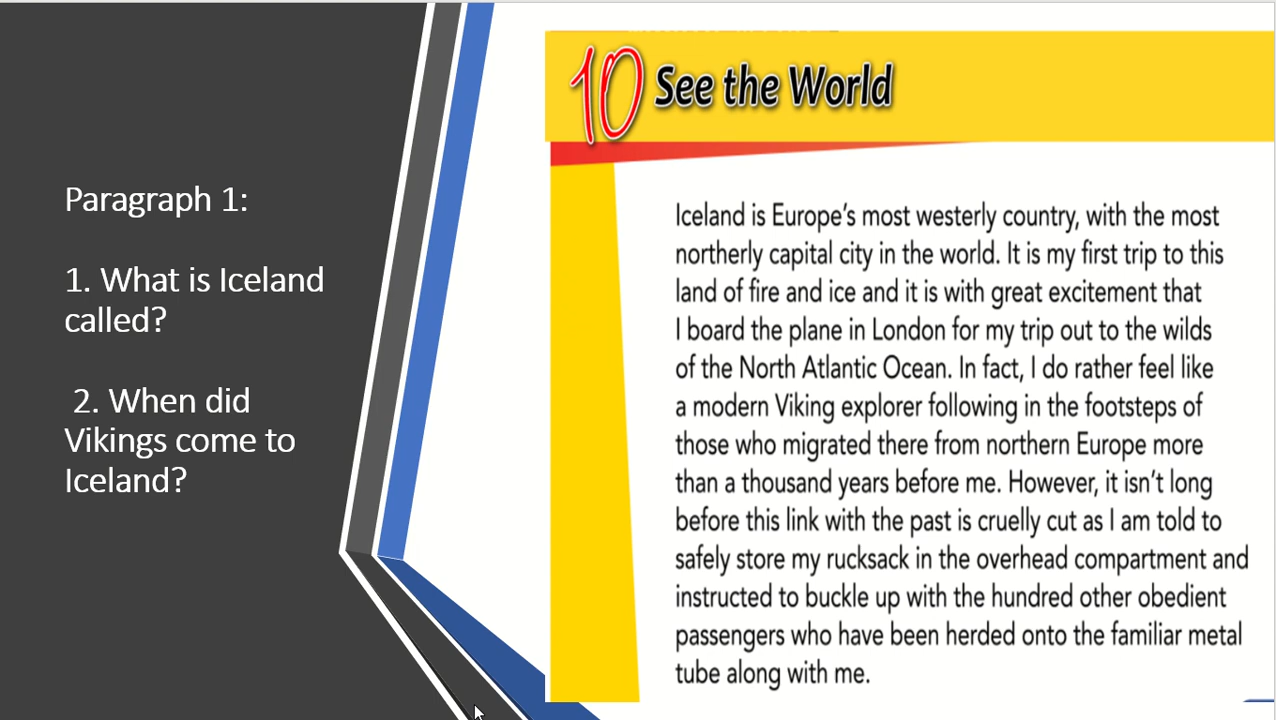 Paragraph 1:
1. What is Iceland
called?
2. When did
Vikings come to
Iceland?
10 See the World
Iceland is Europe's most westerly country, with the most
northerly capital city in the world. It is my first trip to this
land of fire and ice and it is with great excitement that
I board the plane in London for my trip out to the wilds
of the North Atlantic Ocean. In fact, I do rather feel like
a modern Viking explorer following in the footsteps of
those who migrated there from northern Europe more
than a thousand years before me. However, it isn't long
before this link with the past is cruelly cut as I am told to
safely store my rucksack in the overhead compartment and
instructed to buckle up with the hundred other obedient
passengers who have been herded onto the familiar metal
tube along with me.